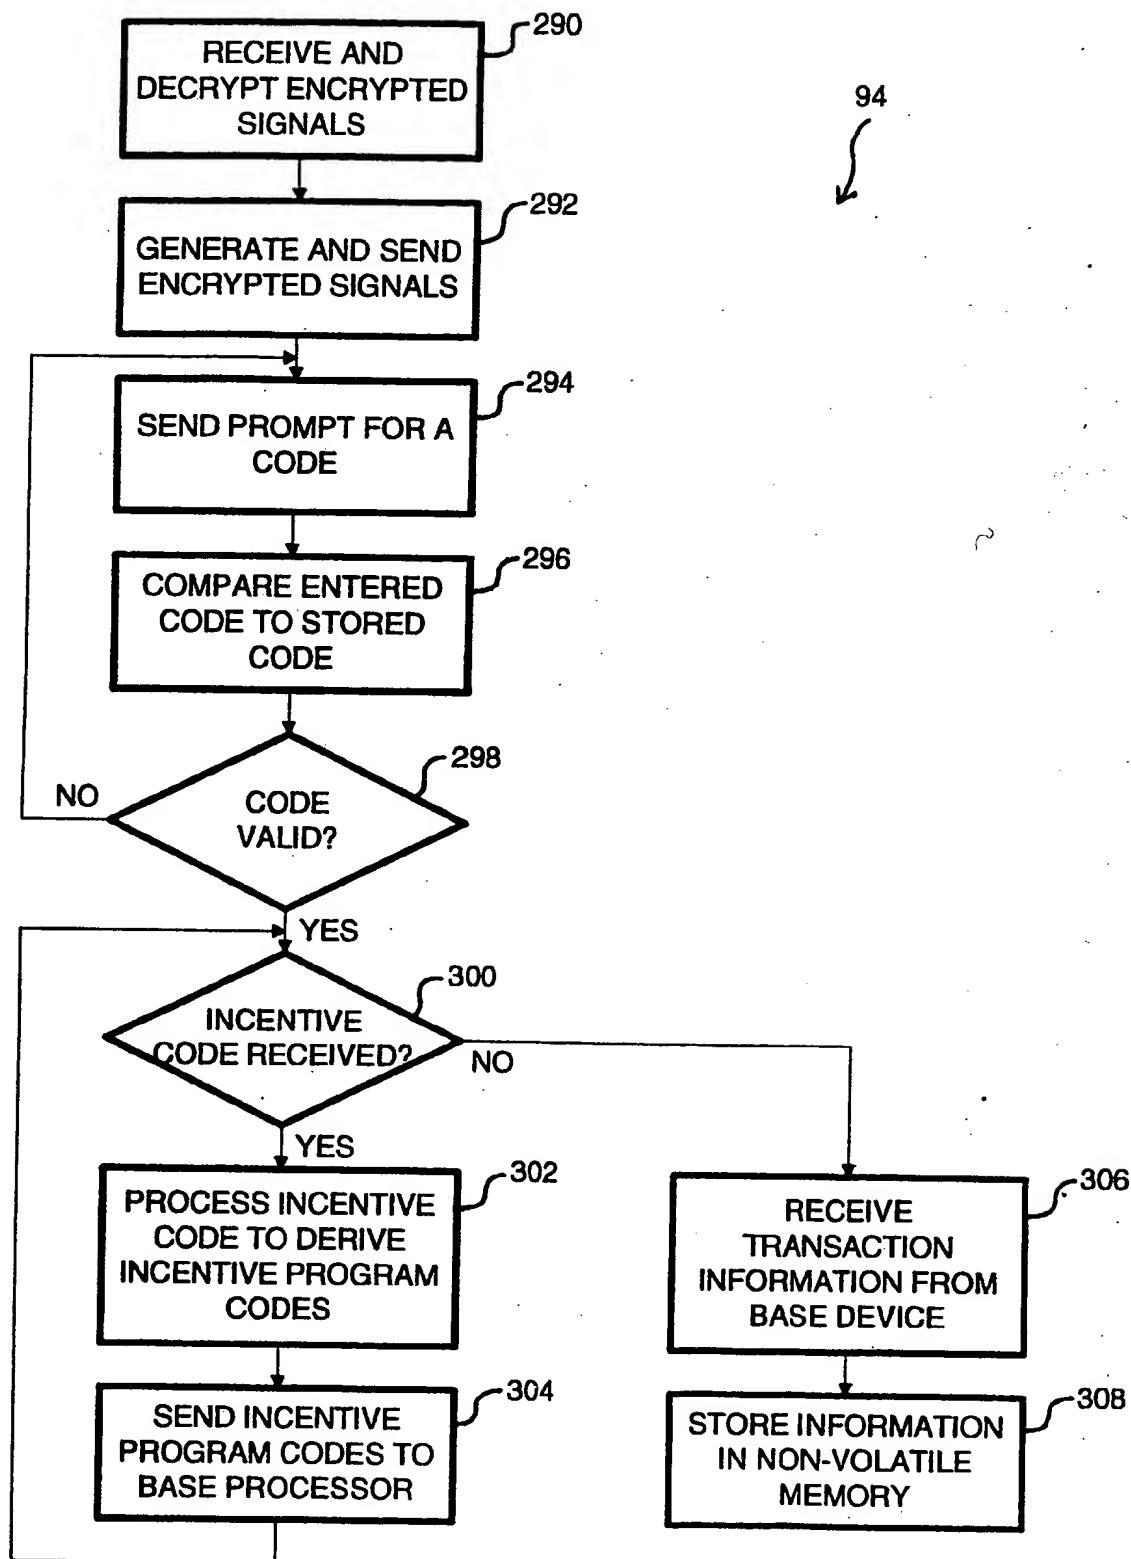 290
RECEIVE AND
DECRYPT ENCRYPTED
SIGNALS
94
292
GENERATE AND SEND
ENCRYPTED SIGNALS
294
SEND PROMPT FOR A
CODE
296
COMPARE ENTERED
CODE TO STORED
CODE
298
NO
CODE
VALID?
YES
300
INCENTIVE
CODE RECEIVED?
NO
YES
302
PROCESS INCENTIVE
CODE TO DERIVE
INCENTIVE PROGRAM
CODES
306
RECEIVE
TRANSACTION
INFORMATION FROM
BASE DEVICE
304
SEND INCENTIVE
PROGRAM CODES TO
BASE PROCESSOR
308
STORE INFORMATION
IN NON-VOLATILE
MEMORY